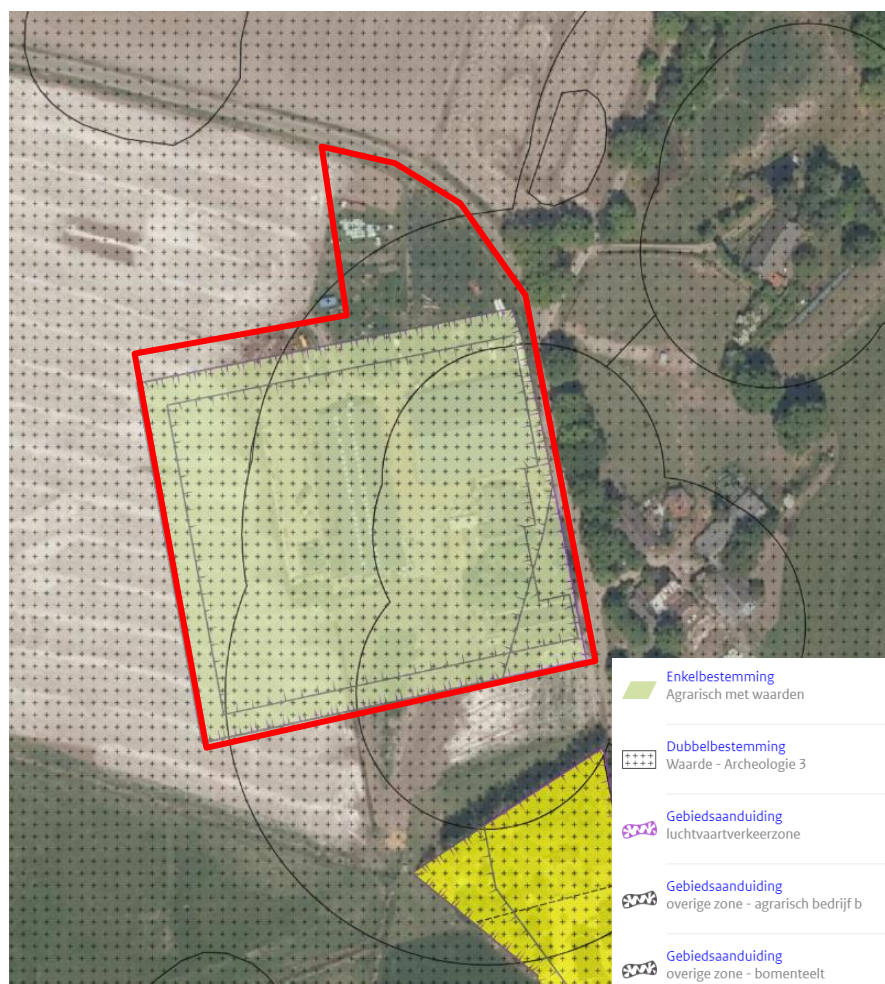 Enkelbestemming
Agrarisch met waarden
Dubbelbestemming
Waarde - Archeologie 3
Gebiedsaanduiding
luchtvaartverkeerzone
Gebiedsaanduiding
overige zone - agrarisch bedrijf b
Gebiedsaanduiding
overige zone - bomenteelt